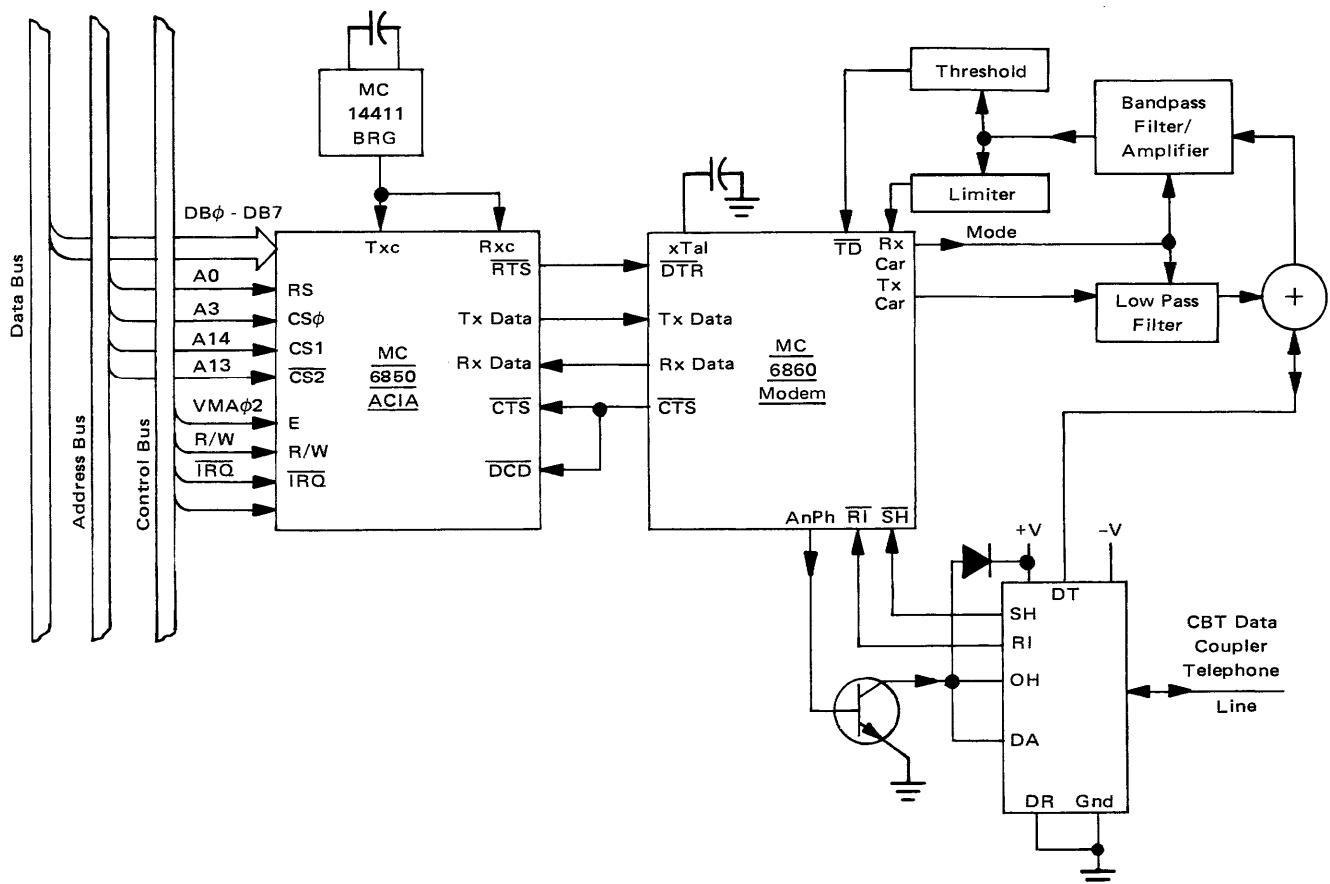 Data Bus
Address Bus
Control Bus
MC
14411
BRG
DBϕ - DB7
A0
A3
A14
A13
VMAϕ2
R/W
IRQ
Txc
Rxc
RTS
RS
CSϕ
CS1
CS2
E
R/W
IRQ
MC
6850
ACIA
Tx Data
Rx Data
CTS
DCD
xTal
DTR
Tx Data
Rx Data
CTS
MC
6860
Modem
TD
Rx
Car
Tx
Car
AnPh
RI
SH
Threshold
Limiter
Mode
Bandpass
Filter/
Amplifier
Low Pass
Filter
+
+V
–V
DT
SH
RI
OH
DA
DR
Gnd
CBT Data
Coupler
Telephone
Line